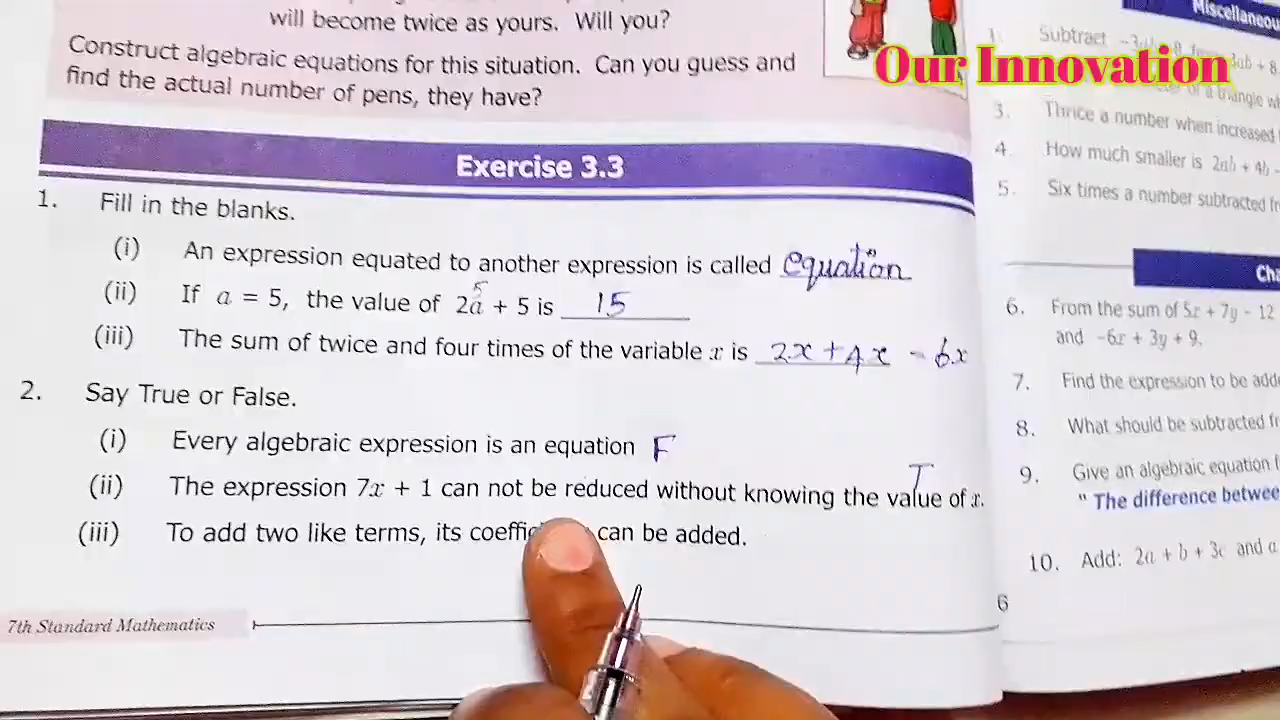 will become twice as yours. Will you?
Construct algebraic equations for this situation. Can you guess and
find the actual number of pens, they have?
Exercise 3.3
1. Fill in the blanks.
(i) An expression equated to another expression is called equation
(ii) If a = 5, the value of 2a + 5 is 15
5
(iii) The sum of twice and four times of the variable x is 2x + 4x = 6x
2. Say True or False.
(i) Every algebraic expression is an equation F
(ii) The expression 7x + 1 can not be reduced without knowing the value of x. T
(iii) To add two like terms, its can be added.
7th Standard Mathematics
Our Innovation
Miscellaneou
1. Subtract
of a triangle
3. Thrice a number when increased
4. How much smaller is 2ab + 4b -
5. Six times a number subtracted
6. From the sum of 5x + 7y - 12
and -6x + 3y + 9.
7. Find the expression to be
8. What should be subtracted
9. Give an algebraic equation
" The difference
10. Add: 2a + b + 3c and a
6